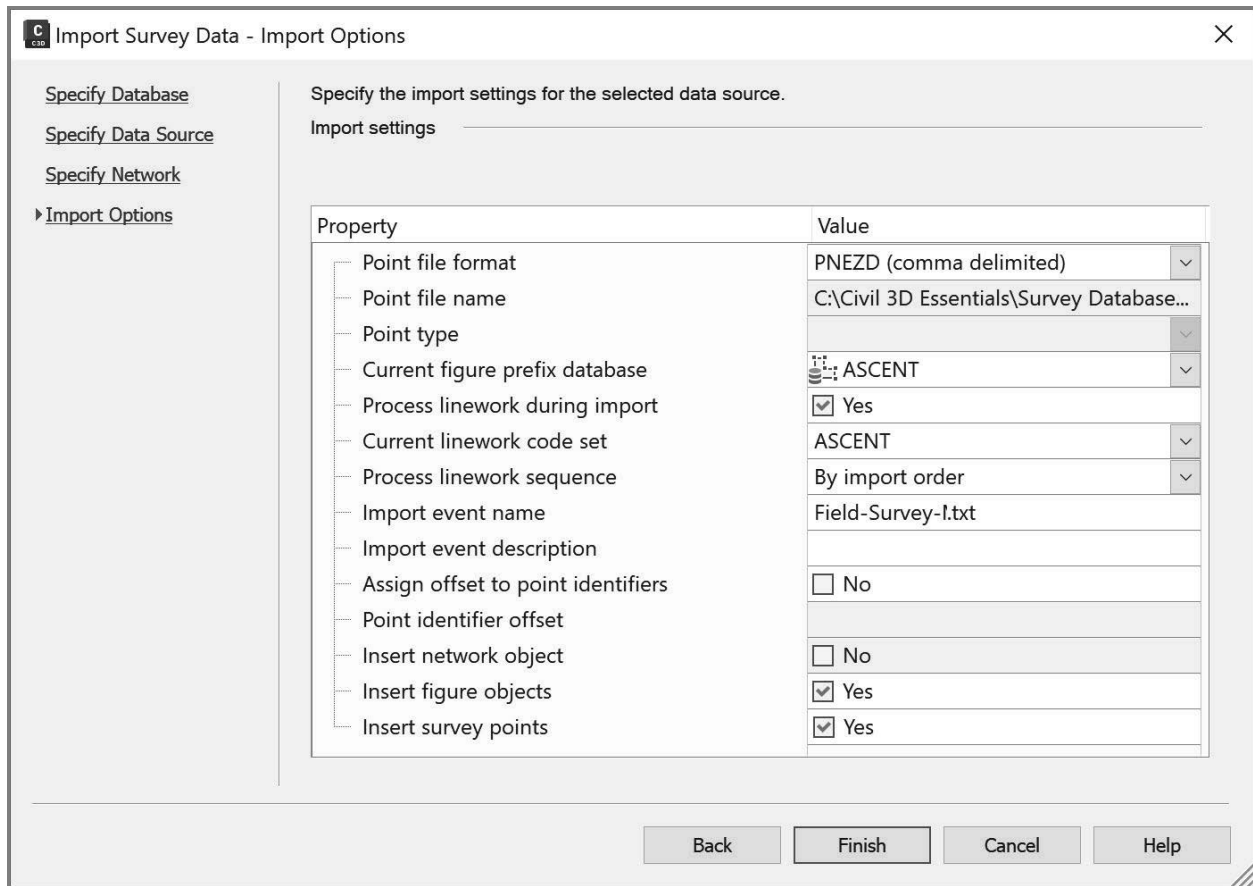 C C3D Import Survey Data - Import Options
Specify Database
Specify Data Source
Specify Network
Import Options
Specify the import settings for the selected data source.
Import settings
Property Value
Point file format PNEZD (comma delimited)
Point file name C:\Civil 3D Essentials\Survey Database...
Point type
Current figure prefix database ASCENT
Process linework during import Yes
Current linework code set ASCENT
Process linework sequence By import order
Import event name
Import event description
Assign offset to point identifiers No
Point identifier offset
Insert network object No
Insert figure objects Yes
Insert survey points Yes
Back Finish Cancel Help